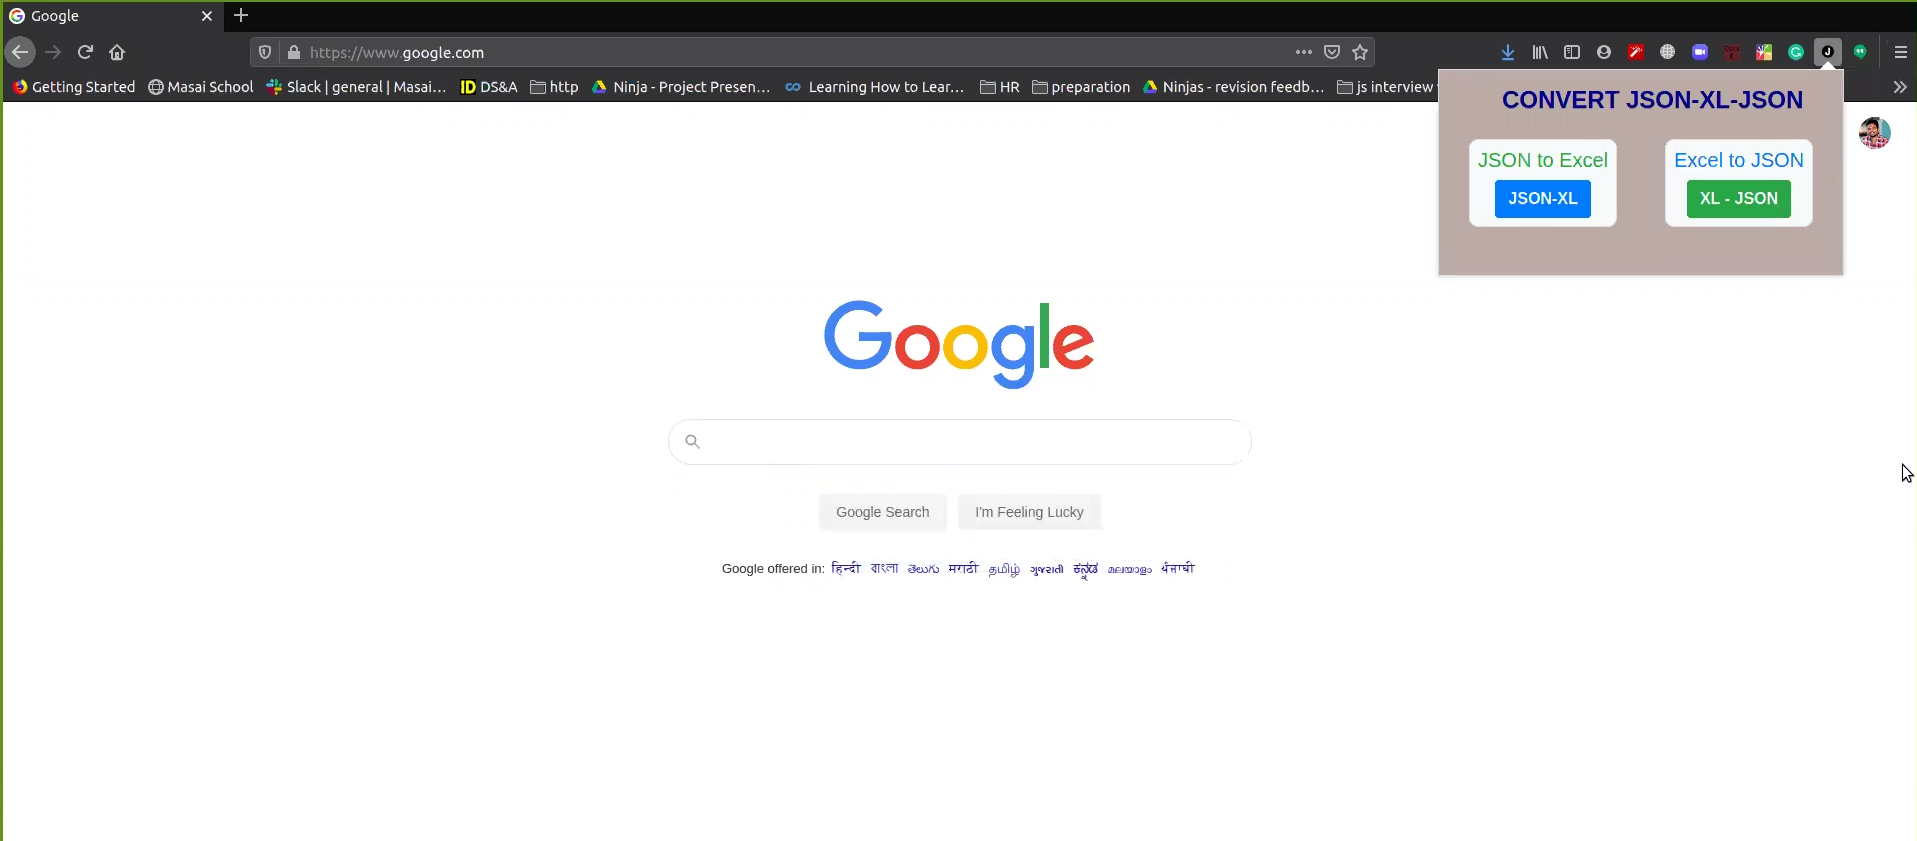 Google
https://www.google.com
Getting Started Masai School Slack | general | Masai... ID DS&A http Ninja - Project Presen... Learning How to Lear... HR preparation Ninjas - revision feedb... js interview
CONVERT JSON-XL-JSON
JSON to Excel Excel to JSON
JSON-XL XL - JSON
Google
Google Search I'm Feeling Lucky
Google offered in: हिन्दी বাংলা తెలుగు मराठी தமிழ் ગુજરાતી ಕನ್ನಡ മലയാളം ਪੰਜਾਬੀ